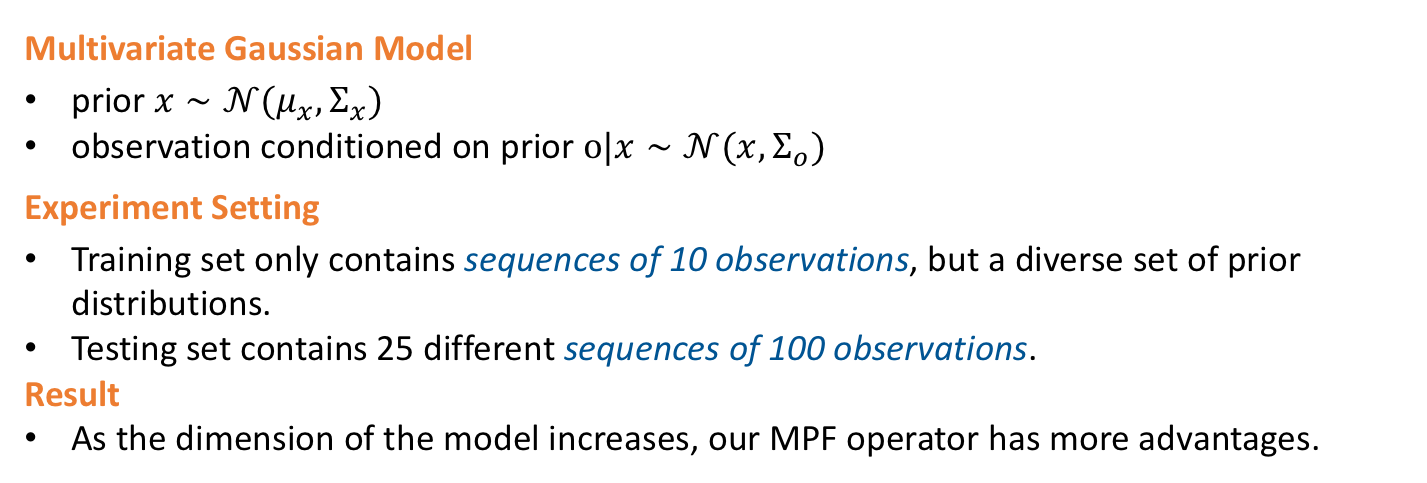 Multivariate Gaussian Model
• prior 𝑥 ~ 𝒩(𝜇ₓ, Σₓ)
• observation conditioned on prior o|𝑥 ~ 𝒩(𝑥, Σₒ)
Experiment Setting
• Training set only contains sequences of 10 observations, but a diverse set of prior
distributions.
• Testing set contains 25 different sequences of 100 observations.
Result
• As the dimension of the model increases, our MPF operator has more advantages.